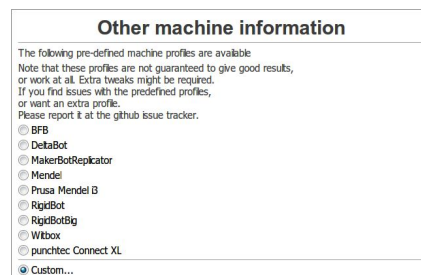 Other machine information
The following pre-defined machine profiles are available
Note that these profiles are not guaranteed to give good results,
or work at all. Extra tweaks might be required.
If you find issues with the predefined profiles,
or want an extra profile.
Please report it at the github issue tracker.
BFB
DeltaBot
MakerBotReplicator
Mendel
Prusa Mendel i3
RigidBot
RigidBotBig
Witbox
punchtec Connect XL
Custom...